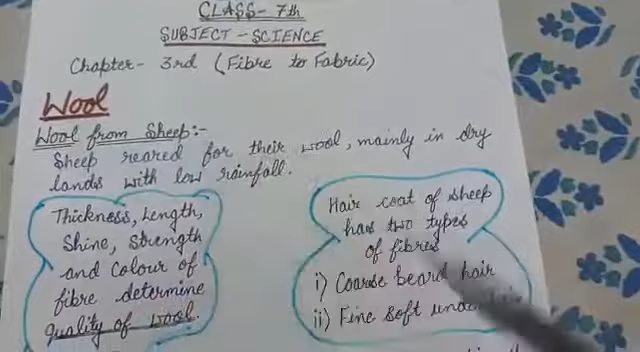 CLASS- 7th
SUBJECT - SCIENCE
Chapter- 3rd (Fibre to Fabric)
Wool
Wool from Sheep:-
Sheep reared for their wool, mainly in dry
lands with low rainfall.
Thickness, Length,
Shine, Strength
and Colour of
fibre determine
quality of wool.
Hair coat of sheep
has two types
of fibres
i) Coarse beard hair
ii) Fine soft